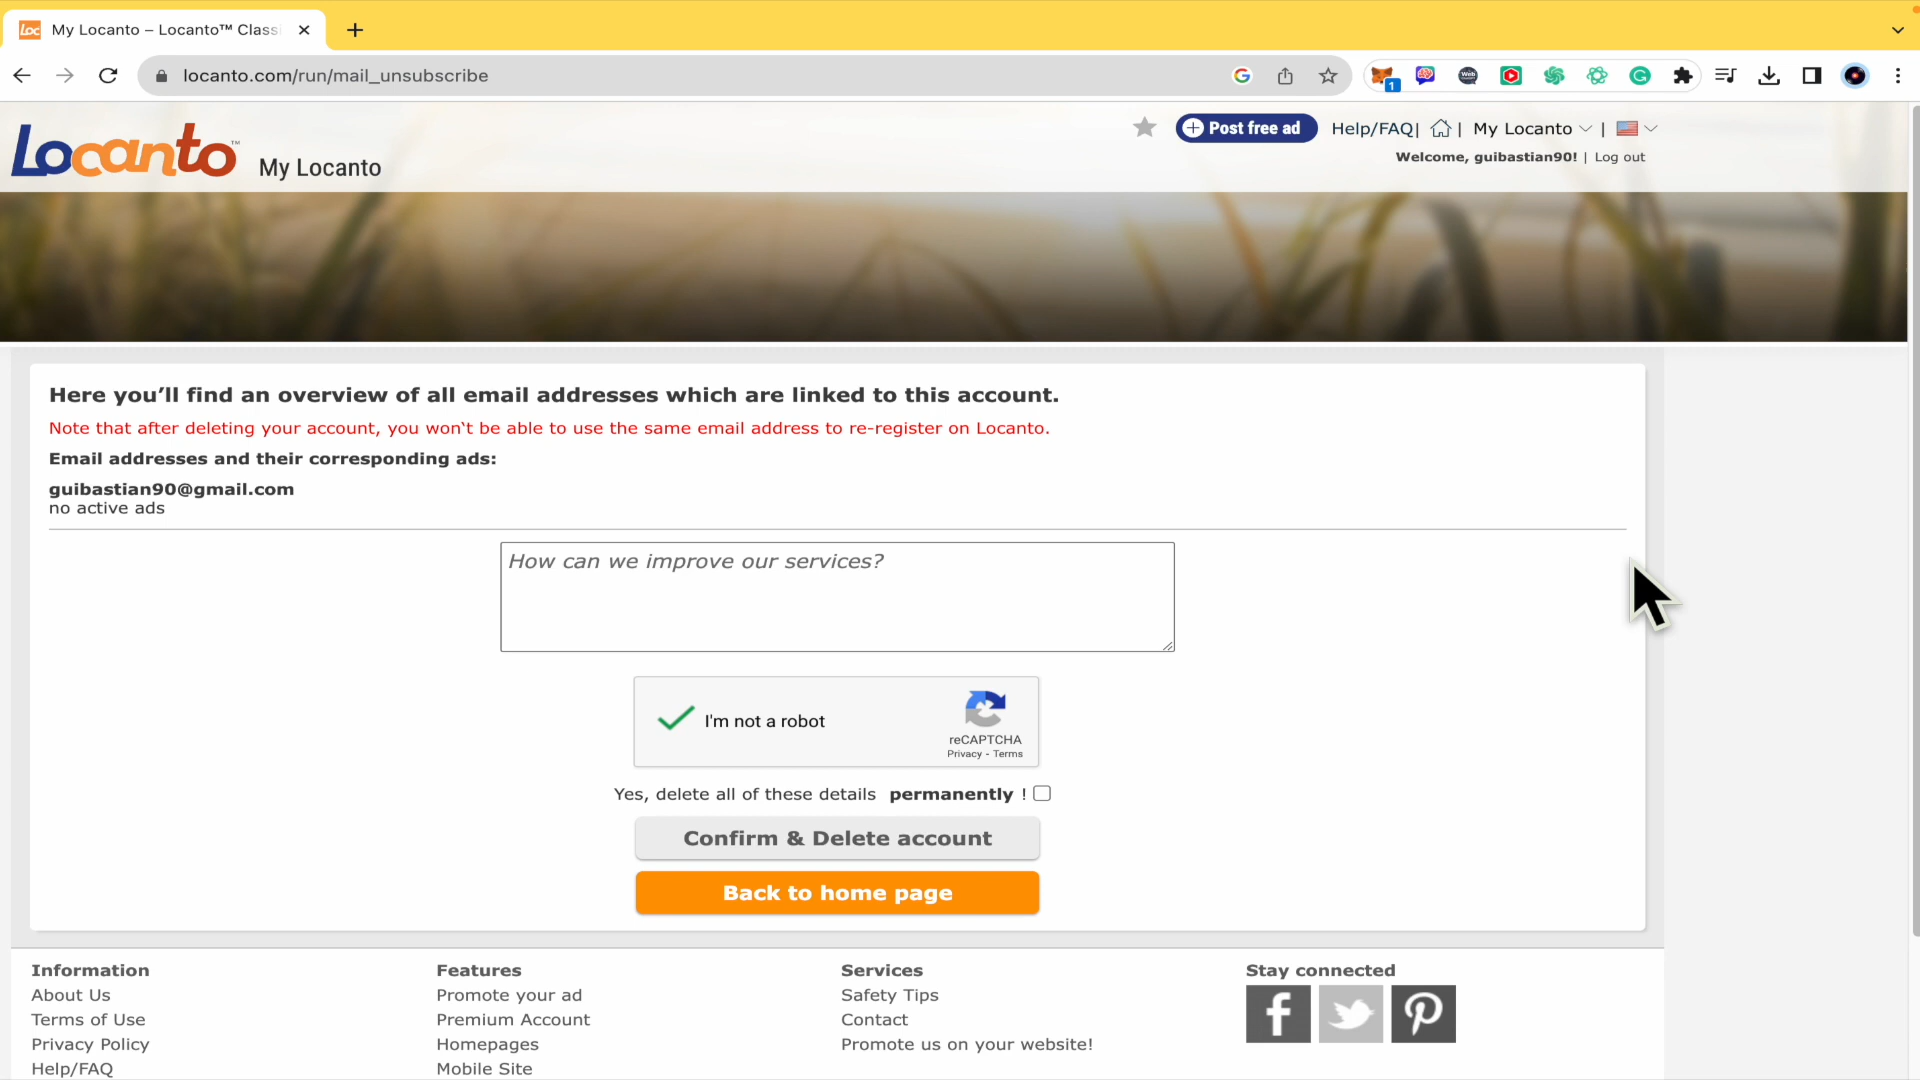 Loc My Locanto – Locanto™ Class
locanto.com/run/mail_unsubscribe
1
Locanto™ My Locanto
Post free ad Help/FAQ| | My Locanto |
Welcome, guibastian90! | Log out
Here you’ll find an overview of all email addresses which are linked to this account.
Note that after deleting your account, you won`t be able to use the same email address to re-register on Locanto.
Email addresses and their corresponding ads:
guibastian90@gmail.com
no active ads
How can we improve our services?
I'm not a robot
reCAPTCHA
Privacy - Terms
Yes, delete all of these details permanently !
Confirm & Delete account
Back to home page
Information
About Us
Terms of Use
Privacy Policy
Help/FAQ
Features
Promote your ad
Premium Account
Homepages
Mobile Site
Services
Safety Tips
Contact
Promote us on your website!
Stay connected